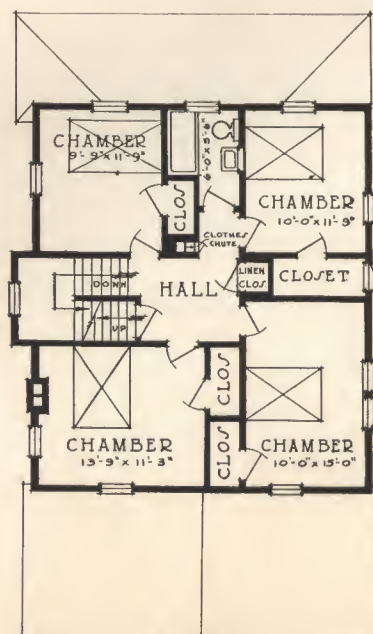 CHAMBER
9'-9" x 11'-9"
6'-0" x 8'-6"
CLOS
CLOTHES
CHUTE
CHAMBER
10'-0" x 11'-9"
LINEN
CLOS.
CLOSET
HALL
DOWN
UP
CLOS
CLOS
CHAMBER
13'-9" x 11'-3"
CHAMBER
10'-0" x 15'-0"